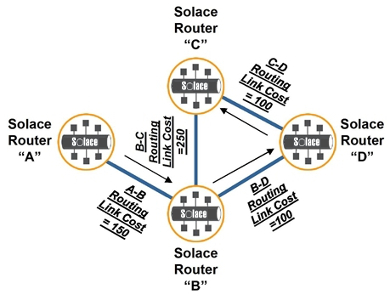 Solace
Router
"C"
Solace
C-D
Routing
Link Cost
= 100
B-C
Routing
Link Cost
=250
Solace
Router
"A"
Solace
Solace
Solace
Router
"D"
A-B
Routing
Link Cost
= 150
B-D
Routing
Link Cost
=100
Solace
Solace
Router
"B"